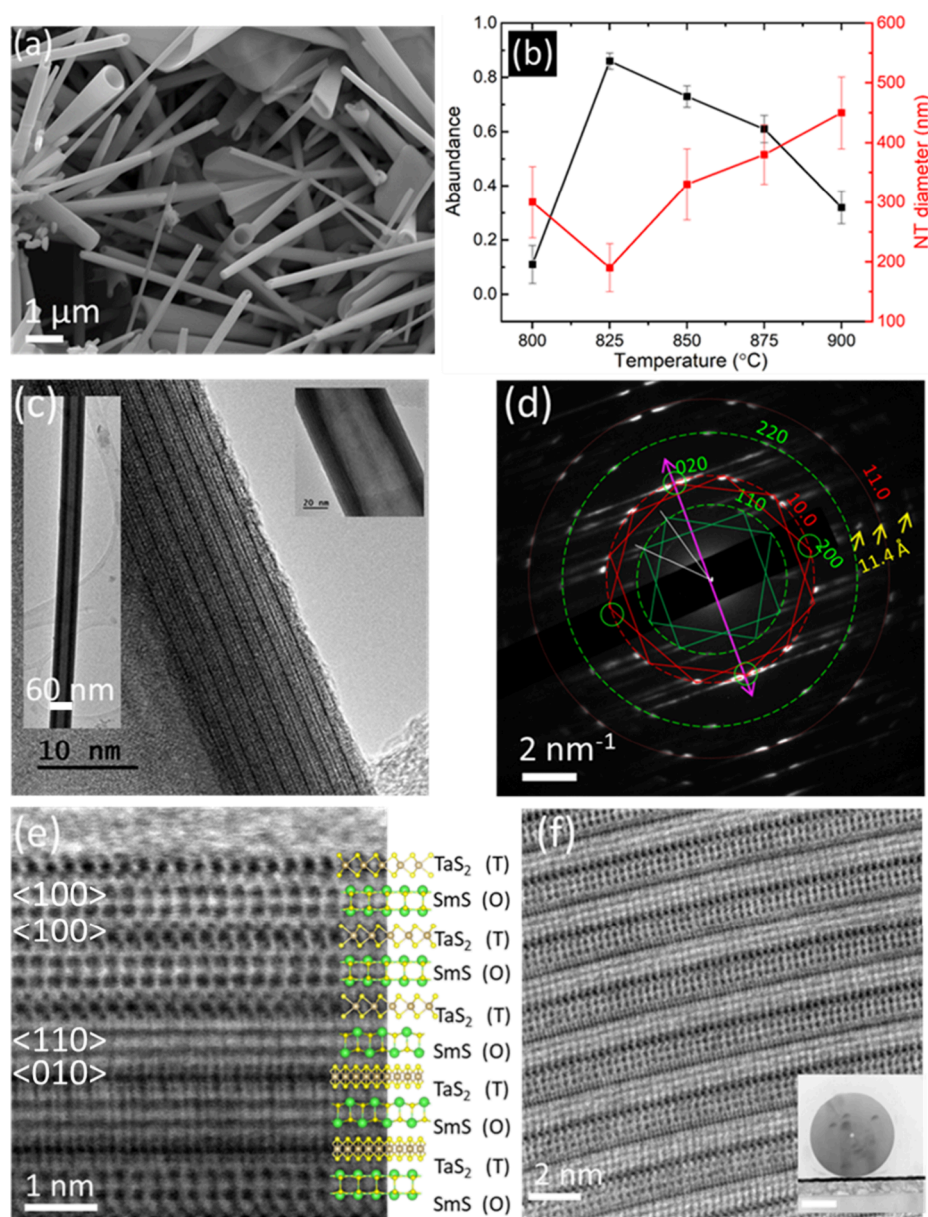 (a)
1 μm
(b)
Abaundance
1.0
0.8
0.6
0.4
0.2
0.0
800 825 850 875 900
Temperature (°C)
600
500
400
300
200
100
NT diameter (nm)
(c)
20 nm
60 nm
10 nm
(d)
220
020
110
10.0
11.0
200
11.4 Å
2 nm⁻¹
(e)
TaS₂ (T)
<100> SmS (O)
<100> TaS₂ (T)
SmS (O)
TaS₂ (T)
<110> SmS (O)
<010> TaS₂ (T)
SmS (O)
TaS₂ (T)
1 nm SmS (O)
(f)
2 nm